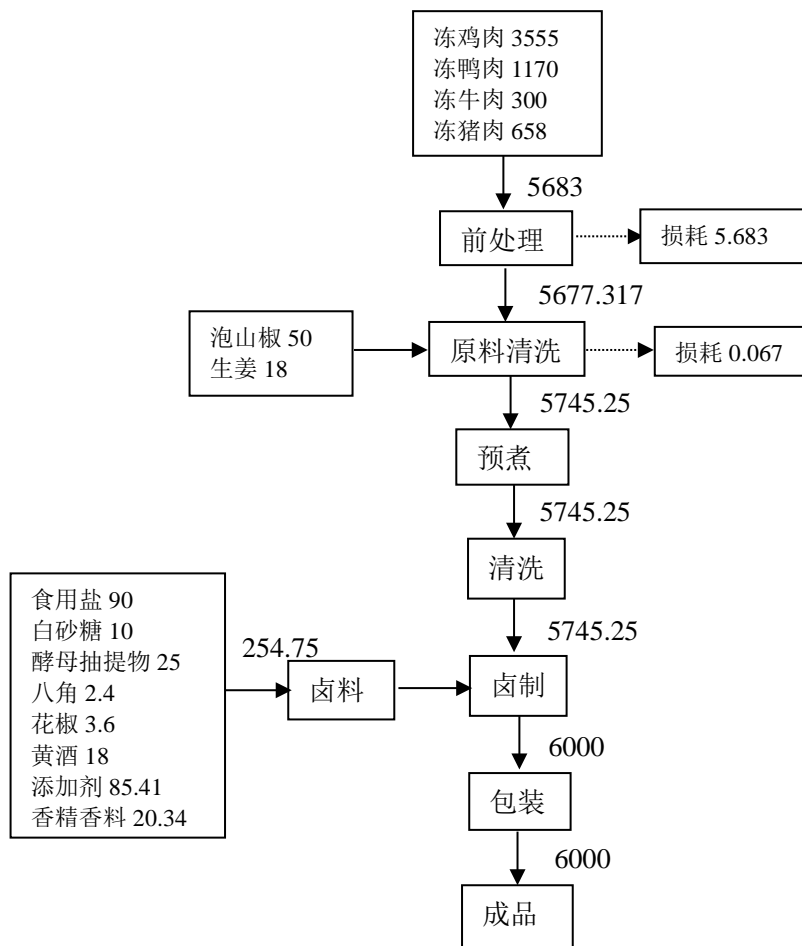 冻鸡肉 3555
冻鸭肉 1170
冻牛肉 300
冻猪肉 658
5683
前处理
损耗 5.683
5677.317
泡山椒 50
生姜 18
原料清洗
损耗 0.067
5745.25
预煮
5745.25
清洗
5745.25
食用盐 90
白砂糖 10
酵母抽提物 25
八角 2.4
花椒 3.6
黄酒 18
添加剂 85.41
香精香料 20.34
254.75
卤料
卤制
6000
包装
6000
成品